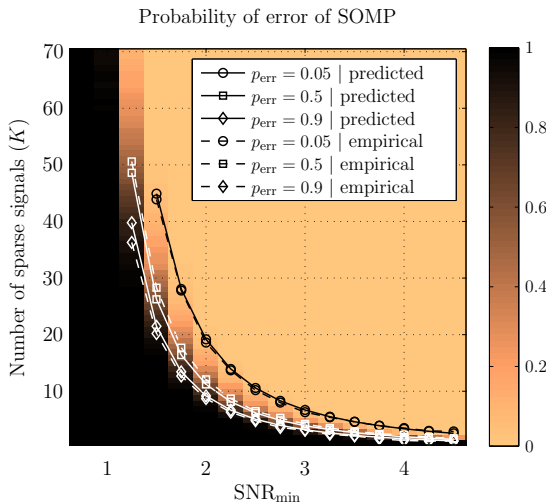 Probability of error of SOMP
Number of sparse signals (K)
70
60
50
40
30
20
10
p_err = 0.05 | predicted
p_err = 0.5 | predicted
p_err = 0.9 | predicted
p_err = 0.05 | empirical
p_err = 0.5 | empirical
p_err = 0.9 | empirical
1 2 3 4
SNR_min
1
0.8
0.6
0.4
0.2
0